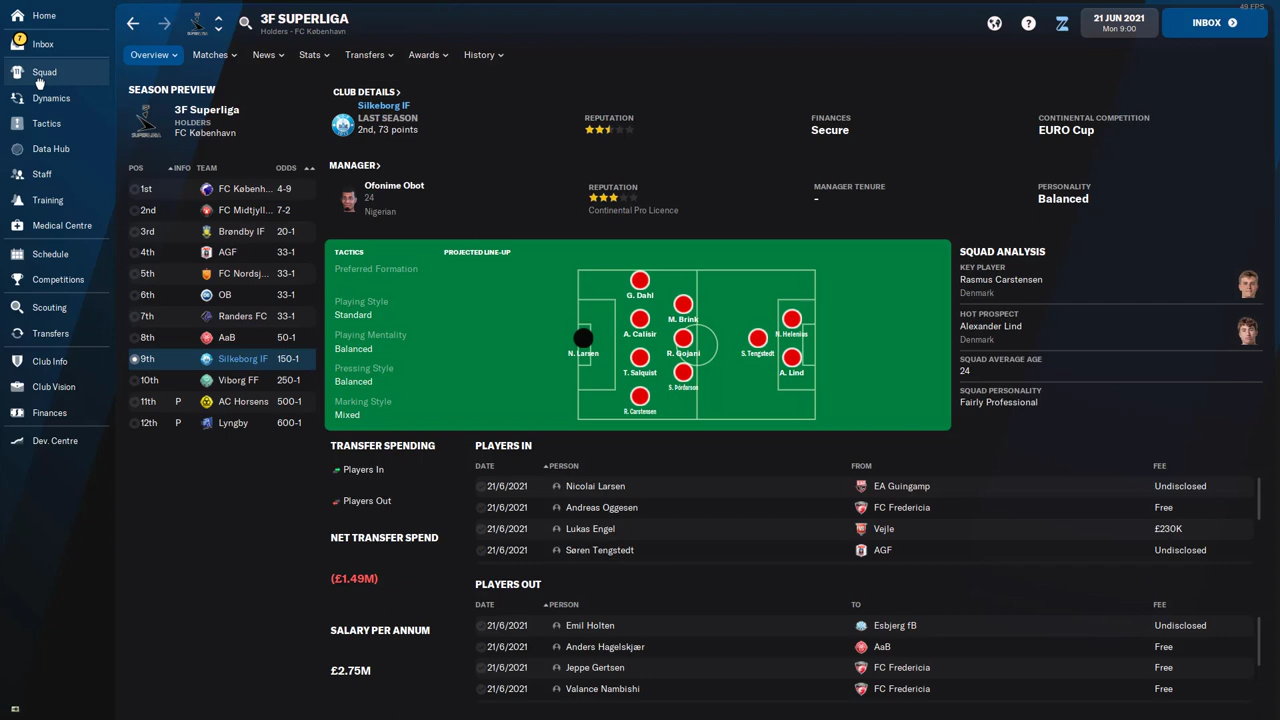 Home
7
Inbox
Squad
Dynamics
Tactics
Data Hub
Staff
Training
Medical Centre
Schedule
Competitions
Scouting
Transfers
Club Info
Club Vision
Finances
Dev. Centre
3F SUPERLIGA
Holders - FC København
49 FPS
21 JUN 2021
Mon 9:00
INBOX
Overview
Matches
News
Stats
Transfers
Awards
History
SEASON PREVIEW
3F Superliga
HOLDERS
FC København
POS INFO TEAM ODDS
1st FC Københ... 4-9
2nd FC Midtjyll... 7-2
3rd Brøndby IF 20-1
4th AGF 33-1
5th FC Nordsj... 33-1
6th OB 33-1
7th Randers FC 33-1
8th AaB 50-1
9th Silkeborg IF 150-1
10th Viborg FF 250-1
11th P AC Horsens 500-1
12th P Lyngby 600-1
CLUB DETAILS>
Silkeborg IF
LAST SEASON
2nd, 73 points
REPUTATION
FINANCES
Secure
CONTINENTAL COMPETITION
EURO Cup
MANAGER>
Ofonime Obot
24
Nigerian
REPUTATION
Continental Pro Licence
MANAGER TENURE
-
PERSONALITY
Balanced
TACTICS
Preferred Formation
Playing Style
Standard
Playing Mentality
Balanced
Pressing Style
Balanced
Marking Style
Mixed
PROJECTED LINE-UP
G. Dahl
M. Brink
A. Calisir
N. Helenius
N. Larsen
R. Gojani
S. Tengstedt
T. Salquist
S. Þórðarson
A. Lind
R. Carstensen
SQUAD ANALYSIS
KEY PLAYER
Rasmus Carstensen
Denmark
HOT PROSPECT
Alexander Lind
Denmark
SQUAD AVERAGE AGE
24
SQUAD PERSONALITY
Fairly Professional
TRANSFER SPENDING
Players In
Players Out
NET TRANSFER SPEND
(£1.49M)
SALARY PER ANNUM
£2.75M
PLAYERS IN
DATE PERSON FROM FEE
21/6/2021 Nicolai Larsen EA Guingamp Undisclosed
21/6/2021 Andreas Oggesen FC Fredericia Free
21/6/2021 Lukas Engel Vejle £230K
21/6/2021 Søren Tengstedt AGF Undisclosed
PLAYERS OUT
DATE PERSON TO FEE
21/6/2021 Emil Holten Esbjerg fB Undisclosed
21/6/2021 Anders Hagelskjær AaB Free
21/6/2021 Jeppe Gertsen FC Fredericia Free
21/6/2021 Valance Nambishi FC Fredericia Free